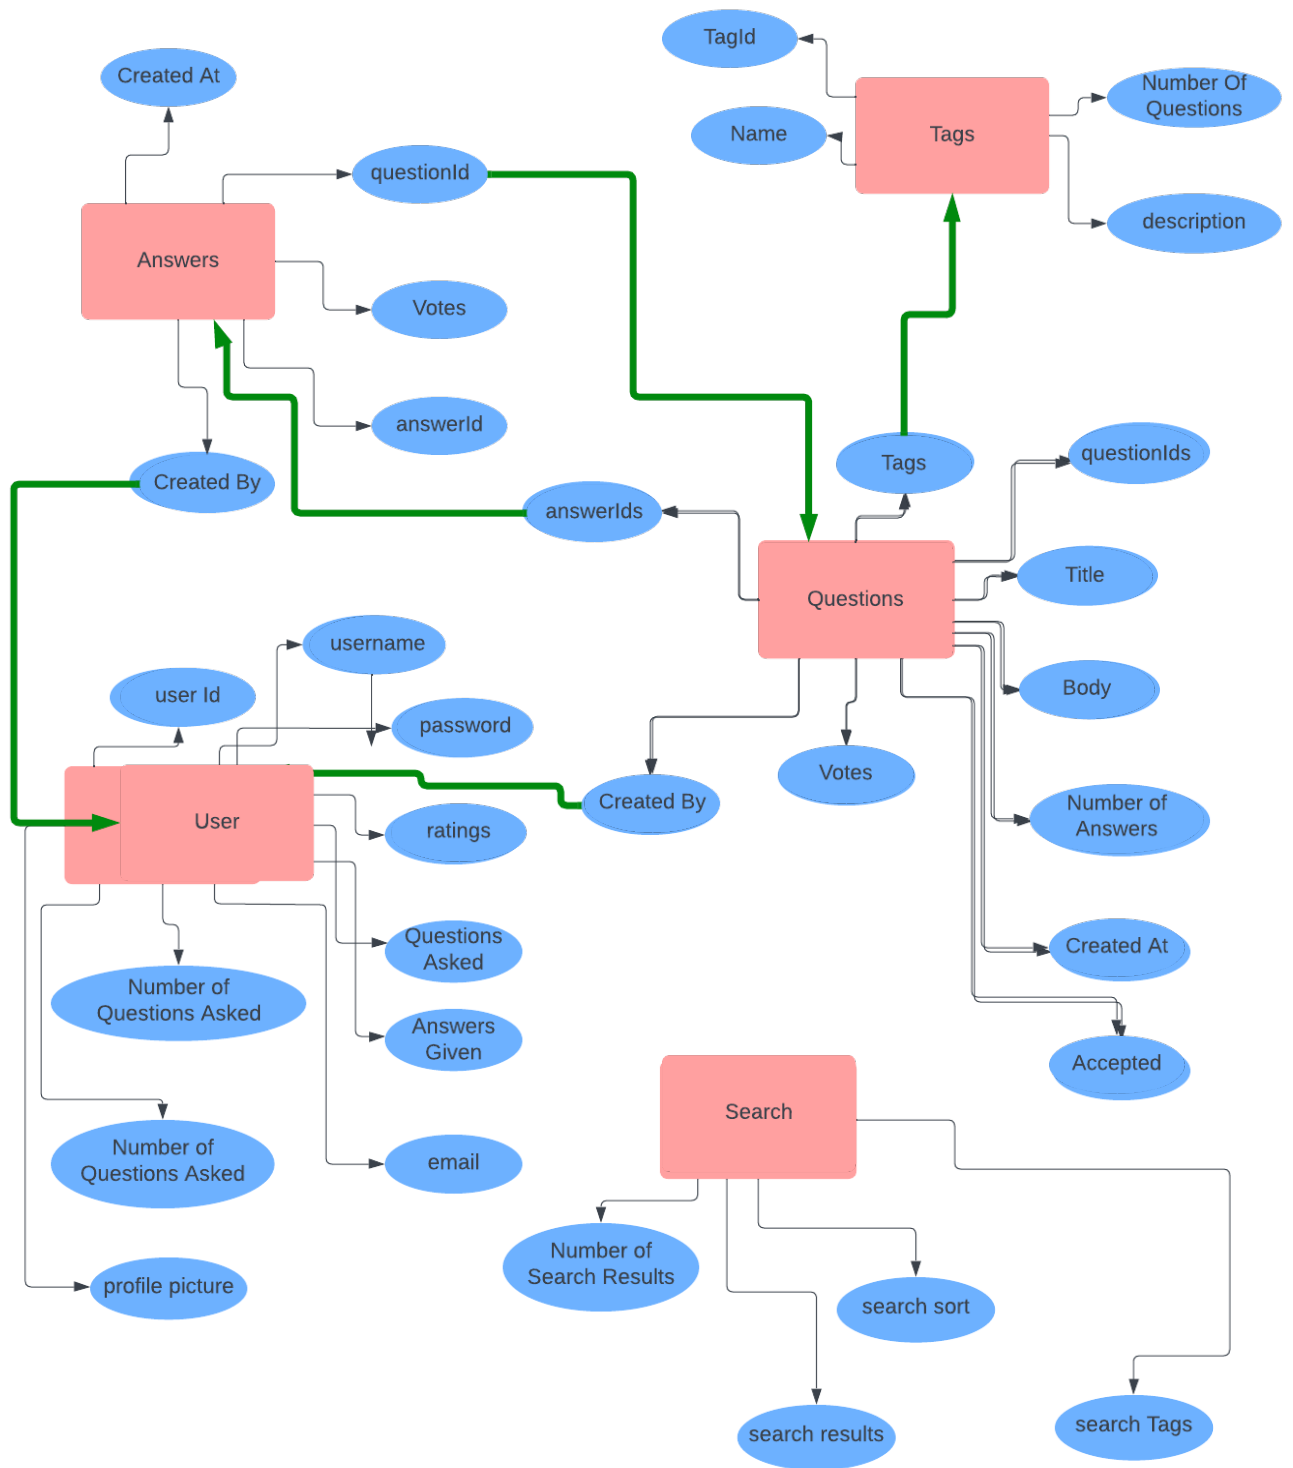 TagId
Created At
Number Of
Questions
Name
Tags
questionId
description
Answers
Votes
answerId
Tags
questionIds
Created By
answerIds
Title
Questions
username
Body
user Id
password
Votes
Created By
Number of
Answers
User
ratings
Questions
Asked
Created At
Number of
Questions Asked
Answers
Given
Accepted
Search
Number of
Questions Asked
email
Number of
Search Results
profile picture
search sort
search Tags
search results